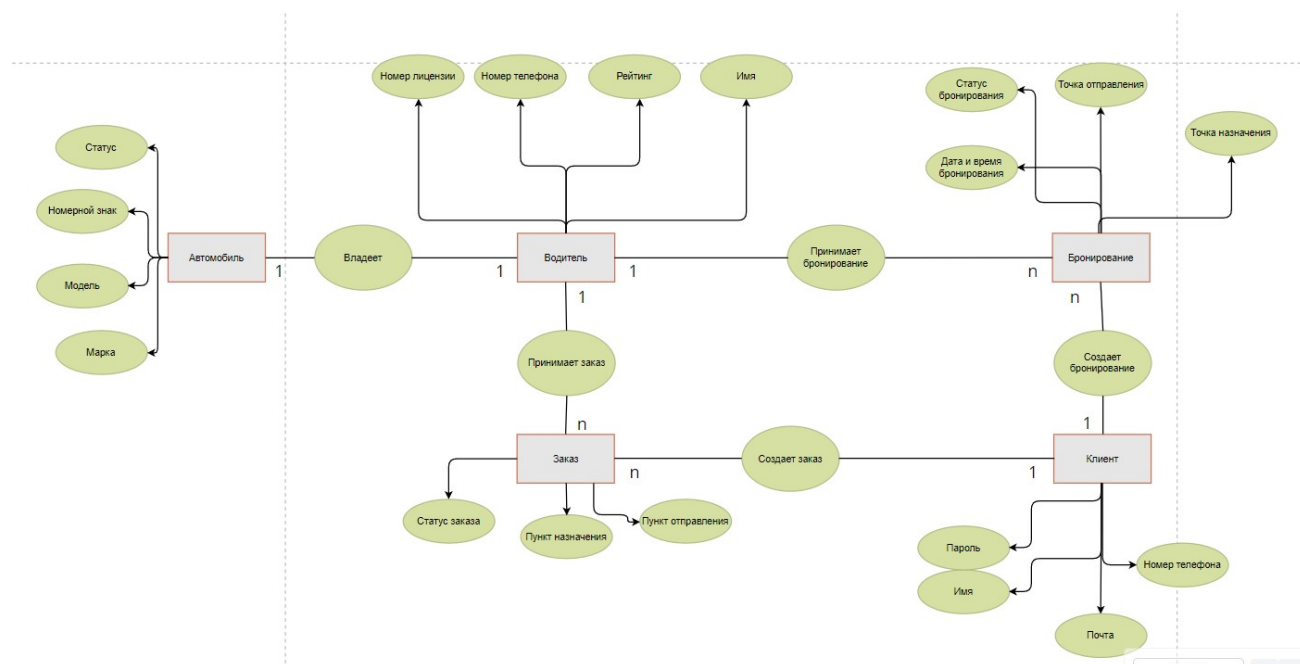 Номер лицензии
Номер телефона
Рейтинг
Имя
Статус
бронирования
Точка отправления
Точка назначения
Статус
Дата и время
бронирования
Номерной знак
Автомобиль
1
Владеет
1
Водитель
1
Принимает
бронирование
n
Бронирование
Модель
1
n
Марка
Принимает заказ
Создает
бронирование
n
1
Заказ
n
Создает заказ
1
Клиент
Статус заказа
Пункт назначения
Пункт отправления
Пароль
Номер телефона
Имя
Почта